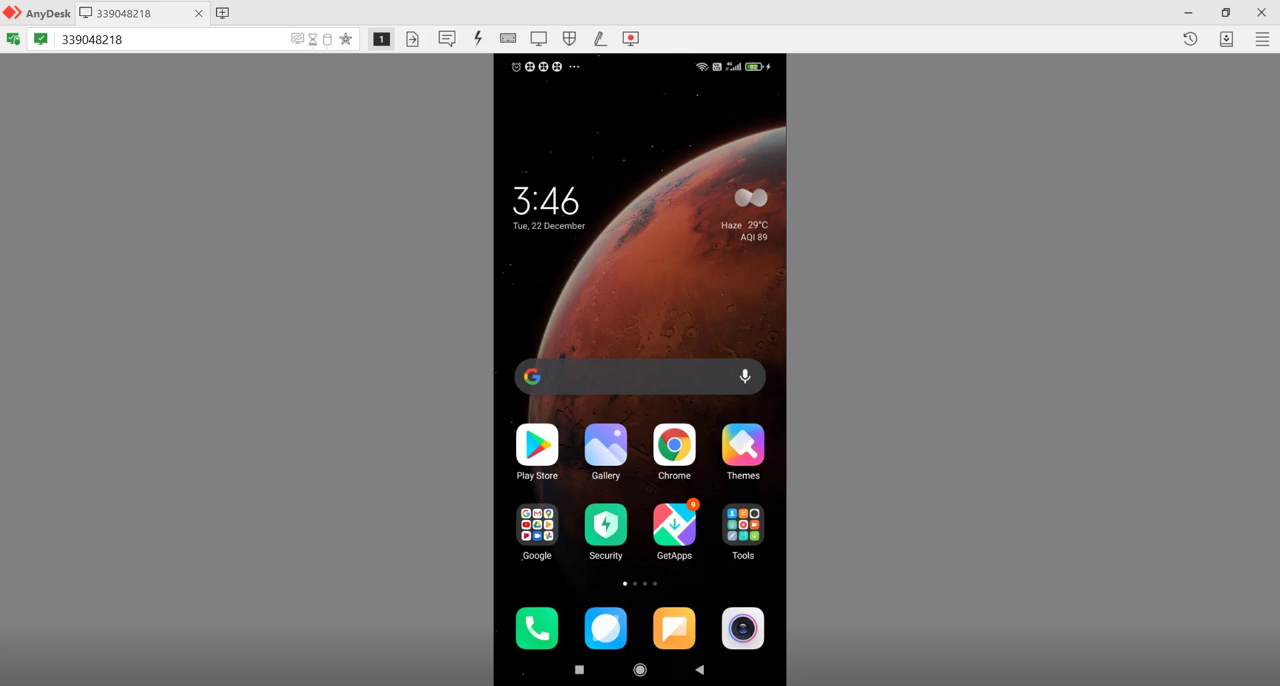 AnyDesk
339048218
339048218
1
3:46
Tue, 22 December
Haze 29°C
AQI 89
Play Store
Gallery
Chrome
Themes
9
Google
Security
GetApps
Tools